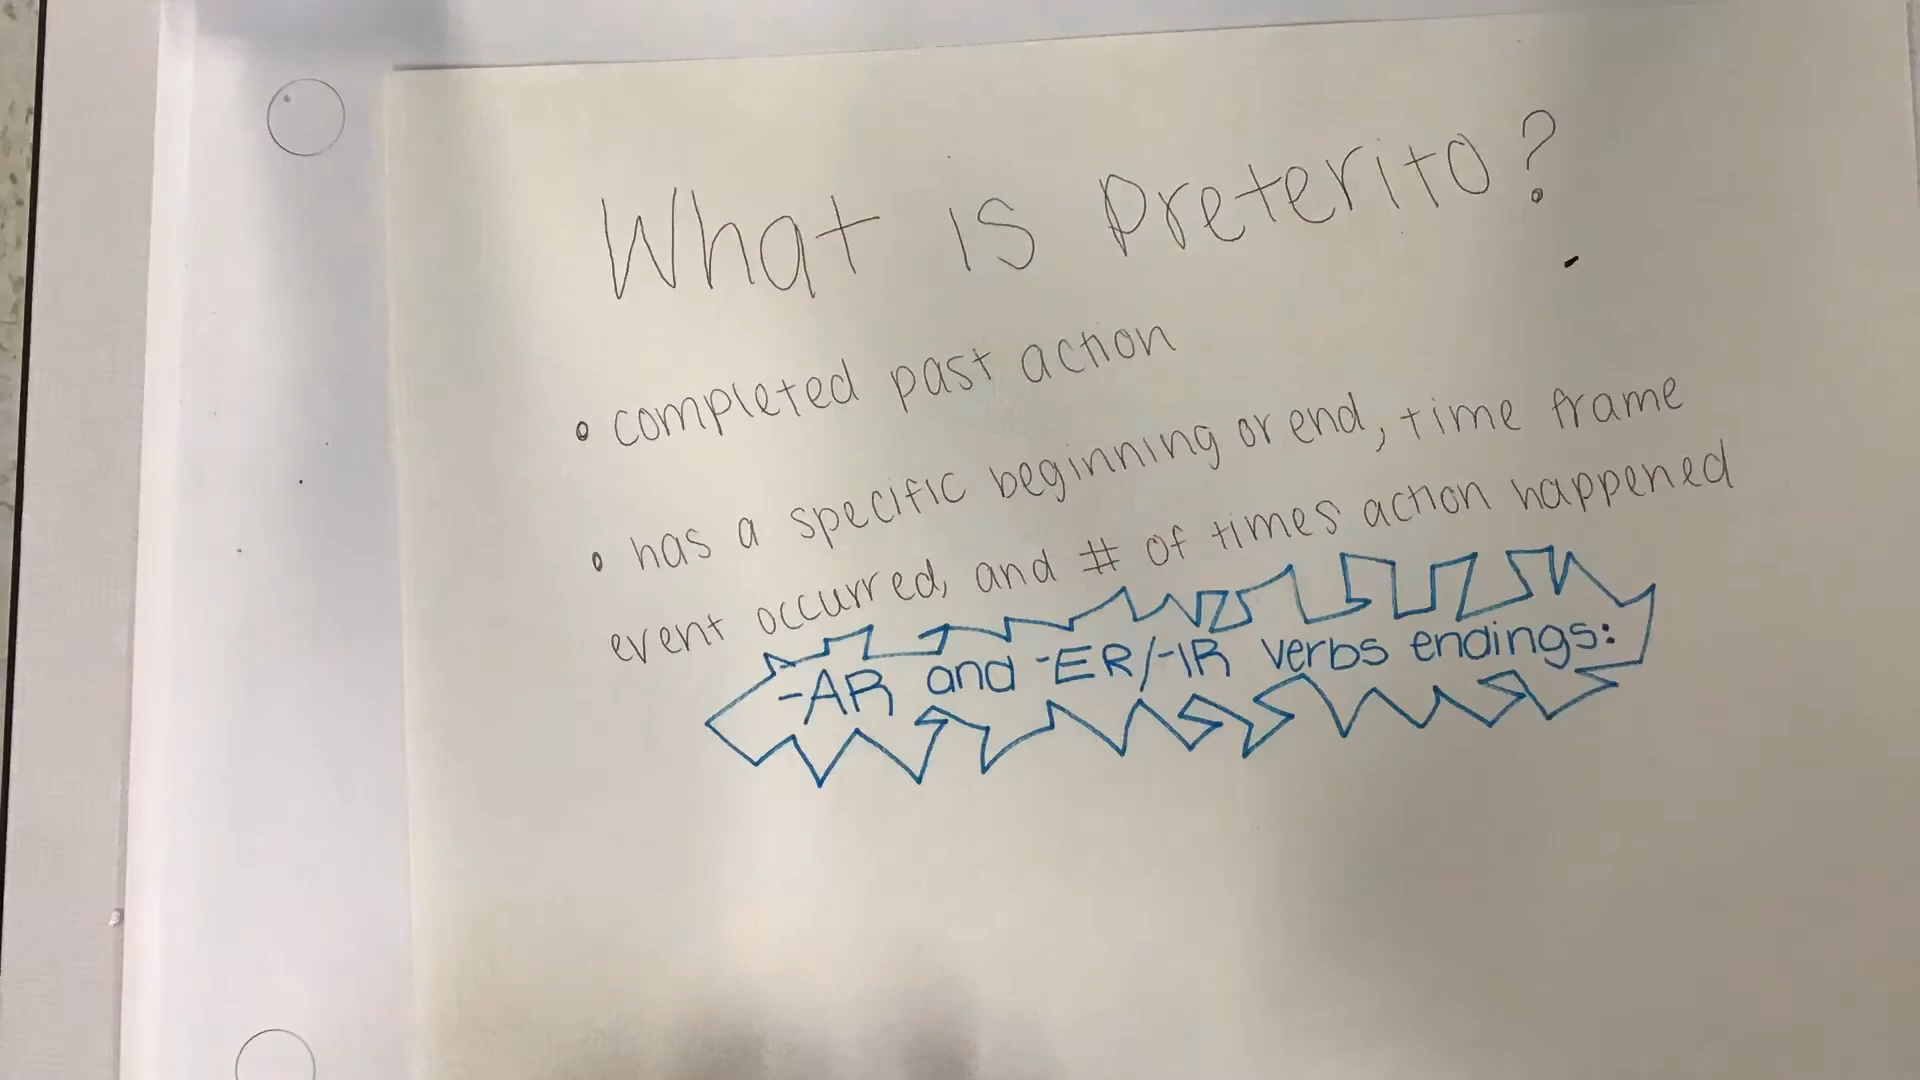 What is preterito?
• completed past action
• has a specific beginning or end, time frame
event occurred, and # of times action happened
-AR and -ER/-IR verbs endings: